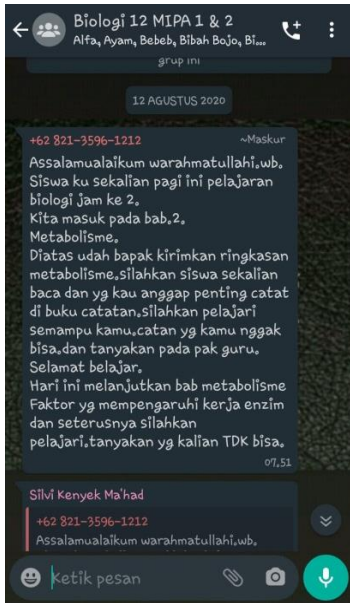 Biologi 12 MIPA 1 & 2
Alfa, Ayam, Bebeb, Bibah Bojo, Bi...
grup ini
12 AGUSTUS 2020
+62 821-3596-1212 ~Maskur
Assalamualaikum warahmatullahi,wb,
Siswa ku sekalian pagi ini pelajaran
biologi jam ke 2,
Kita masuk pada bab,2,
Metabolisme,
Diatas udah bapak kirimkan ringkasan
metabolisme,silahkan siswa sekalian
baca dan yg kau anggap penting catat
di buku catatan,silahkan pelajari
semampu kamu,catan yg kamu nggak
bisa,dan tanyakan pada pak guru,
Selamat belajar,
Hari ini melanjutkan bab metabolisme
Faktor yg mempengaruhi kerja enzim
dan seterusnya silahkan
pelajari,tanyakan yg kalian TDK bisa,
07,51
Silvi Kenyek Ma'had
+62 821-3596-1212
Assalamualaikum warahmatullahi,wb,
Ketik pesan